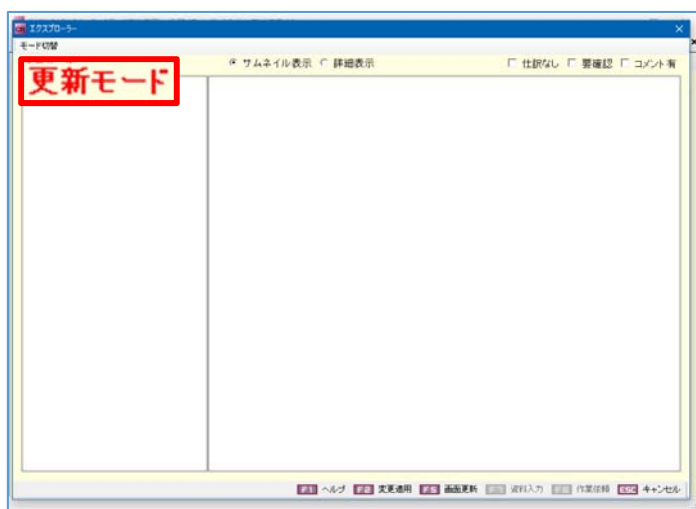 エクスプローラー
モード切替
更新モード
サムネイル表示 詳細表示 仕訳なし 要確認 コメント有
F1 ヘルプ F2 変更適用 F5 画面更新 F7 資料入力 F8 作業依頼 ESC キャンセル